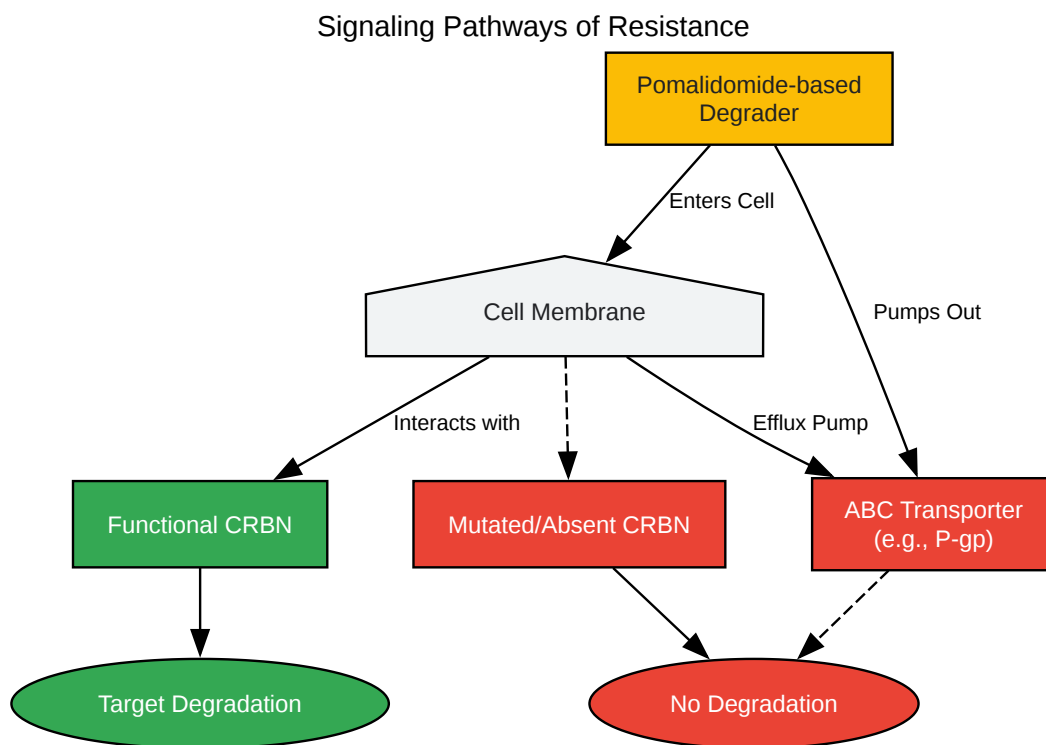 Signaling Pathways of Resistance
Pomalidomide-based
Degrader
Enters Cell
Cell Membrane
Pumps Out
Interacts with
Efflux Pump
Functional CRBN
Mutated/Absent CRBN
ABC Transporter
(e.g., P-gp)
Target Degradation
No Degradation